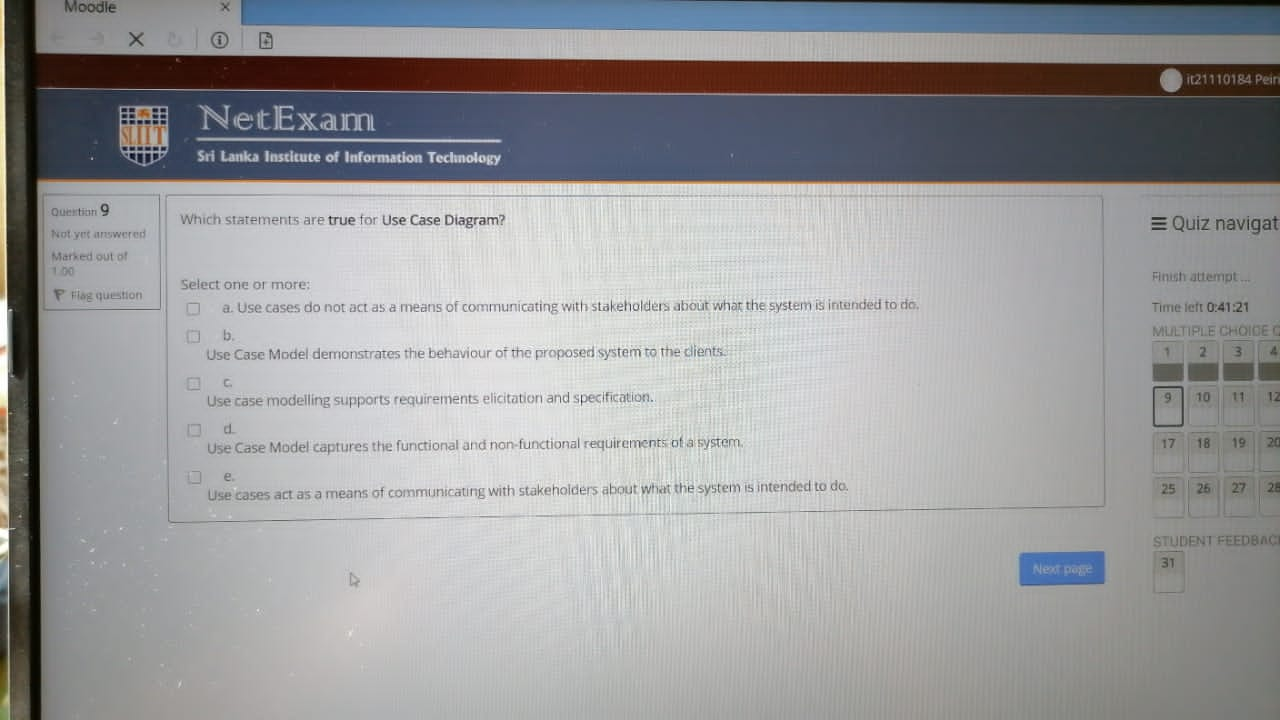 Moodle
it21110184 Peiri
SLIIT
NetExam
Sri Lanka Institute of Information Technology
Question 9
Not yet answered
Marked out of
1.00
Flag question
Which statements are true for Use Case Diagram?
Select one or more:
a. Use cases do not act as a means of communicating with stakeholders about what the system is intended to do.
b.
Use Case Model demonstrates the behaviour of the proposed system to the clients.
c.
Use case modelling supports requirements elicitation and specification.
d.
Use Case Model captures the functional and non-functional requirements of a system.
e.
Use cases act as a means of communicating with stakeholders about what the system is intended to do.
Next page
Quiz navigat
Finish attempt ...
Time left 0:41:21
MULTIPLE CHOICE
1 2 3 4
9 10 11 12
17 18 19 20
25 26 27 28
STUDENT FEEDBAC
31